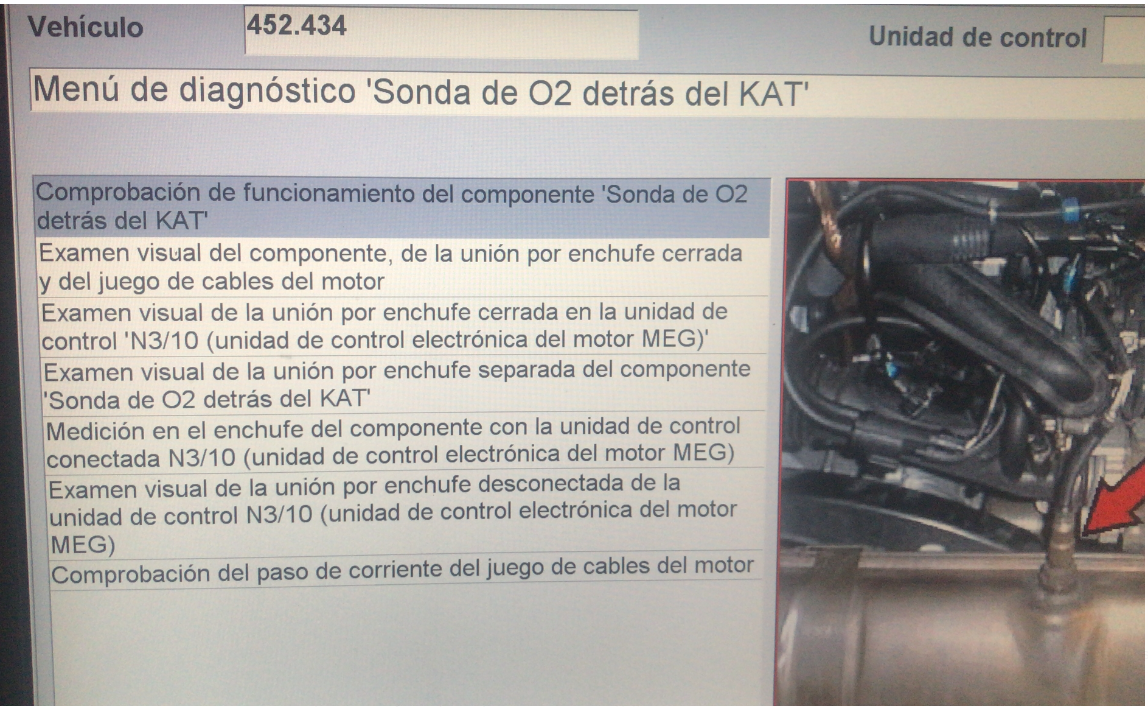 Vehículo
452.434
Unidad de control
Menú de diagnóstico 'Sonda de O2 detrás del KAT'
Comprobación de funcionamiento del componente 'Sonda de O2
detrás del KAT'
Examen visual del componente, de la unión por enchufe cerrada
y del juego de cables del motor
Examen visual de la unión por enchufe cerrada en la unidad de
control 'N3/10 (unidad de control electrónica del motor MEG)'
Examen visual de la unión por enchufe separada del componente
'Sonda de O2 detrás del KAT'
Medición en el enchufe del componente con la unidad de control
conectada N3/10 (unidad de control electrónica del motor MEG)
Examen visual de la unión por enchufe desconectada de la
unidad de control N3/10 (unidad de control electrónica del motor
MEG)
Comprobación del paso de corriente del juego de cables del motor